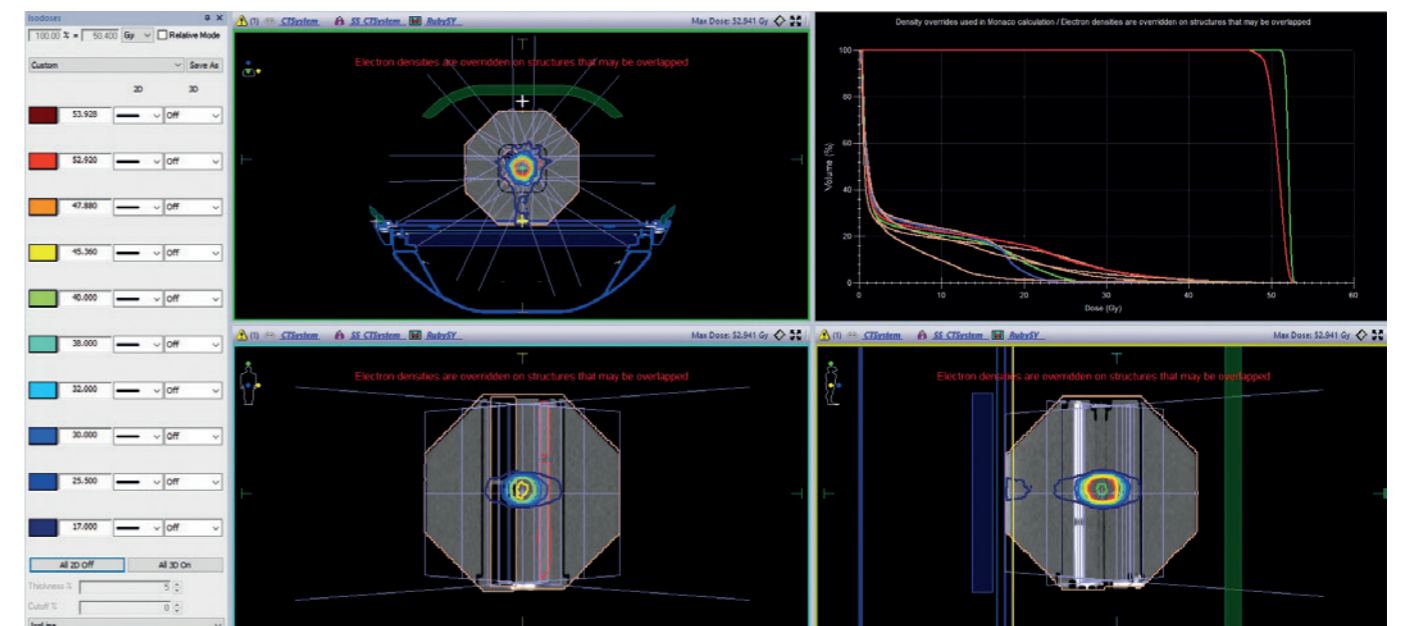 Isodoses
100.00 % = 50.400 Gy Relative Mode
Custom Save As
2D 3D
53.928 Off
52.920 Off
47.880 Off
45.360 Off
40.000 Off
38.000 Off
32.000 Off
30.000 Off
25.500 Off
17.000 Off
All 2D Off All 3D On
Thickness % 5
Cutoff % 0
IsoLine
(1) CTSystem SS CTSystem RubySY Max Dose: 52.941 Gy
Electron densities are overridden on structures that may be overlapped
Density overrides used in Monaco calculation / Electron densities are overridden on structures that may be overlapped
100
80
60
40
20
0
Volume (%)
0 10 20 30 40 50 60
Dose (Gy)
(1) CTSystem SS CTSystem RubySY Max Dose: 52.941 Gy
Electron densities are overridden on structures that may be overlapped
(1) CTSystem SS CTSystem RubySY Max Dose: 52.941 Gy
Electron densities are overridden on structures that may be overlapped